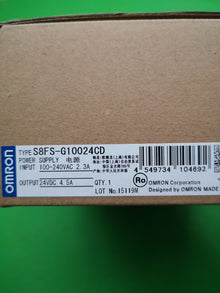 OMRON
TYPE S8FS-G10024CD
POWER SUPPLY 电源
INPUT 100-240VAC 2.3A
OUTPUT 24VDC 4.5A
QTY.1
LOT No.15119M
4 549734 104692
OMRON Corporation
Designed by OMRON MADE